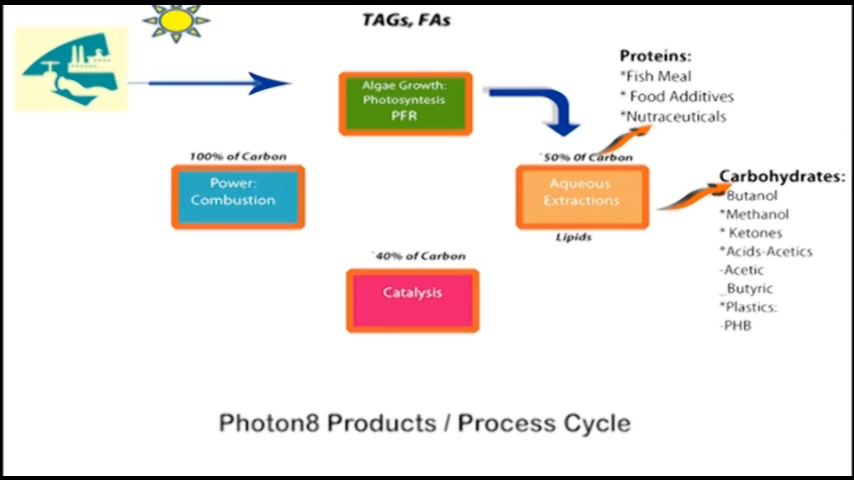 TAGs, FAs
Algae Growth:
Photosyntesis
PFR
Proteins:
*Fish Meal
* Food Additives
*Nutraceuticals
100% of Carbon
Power:
Combustion
`50% 0f Carbon
Aqueous
Extractions
Lipids
Carbohydrates:
*Butanol
*Methanol
* Ketones
*Acids-Acetics
-Acetic
_Butyric
*Plastics:
-PHB
`40% of Carbon
Catalysis
Photon8 Products / Process Cycle